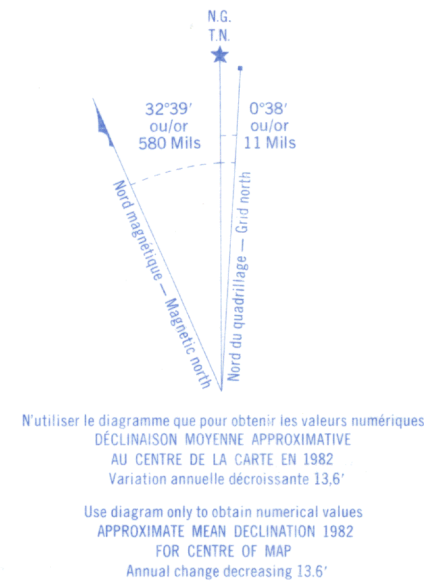 N.G.
T.N.
32°39′
ou/or
580 Mils
0°38′
ou/or
11 Mils
Nord magnétique — Magnetic north
Nord du quadrillage — Grid north
N'utiliser le diagramme que pour obtenir les valeurs numériques
DÉCLINAISON MOYENNE APPROXIMATIVE
AU CENTRE DE LA CARTE EN 1982
Variation annuelle décroissante 13,6′
Use diagram only to obtain numerical values
APPROXIMATE MEAN DECLINATION 1982
FOR CENTRE OF MAP
Annual change decreasing 13.6′